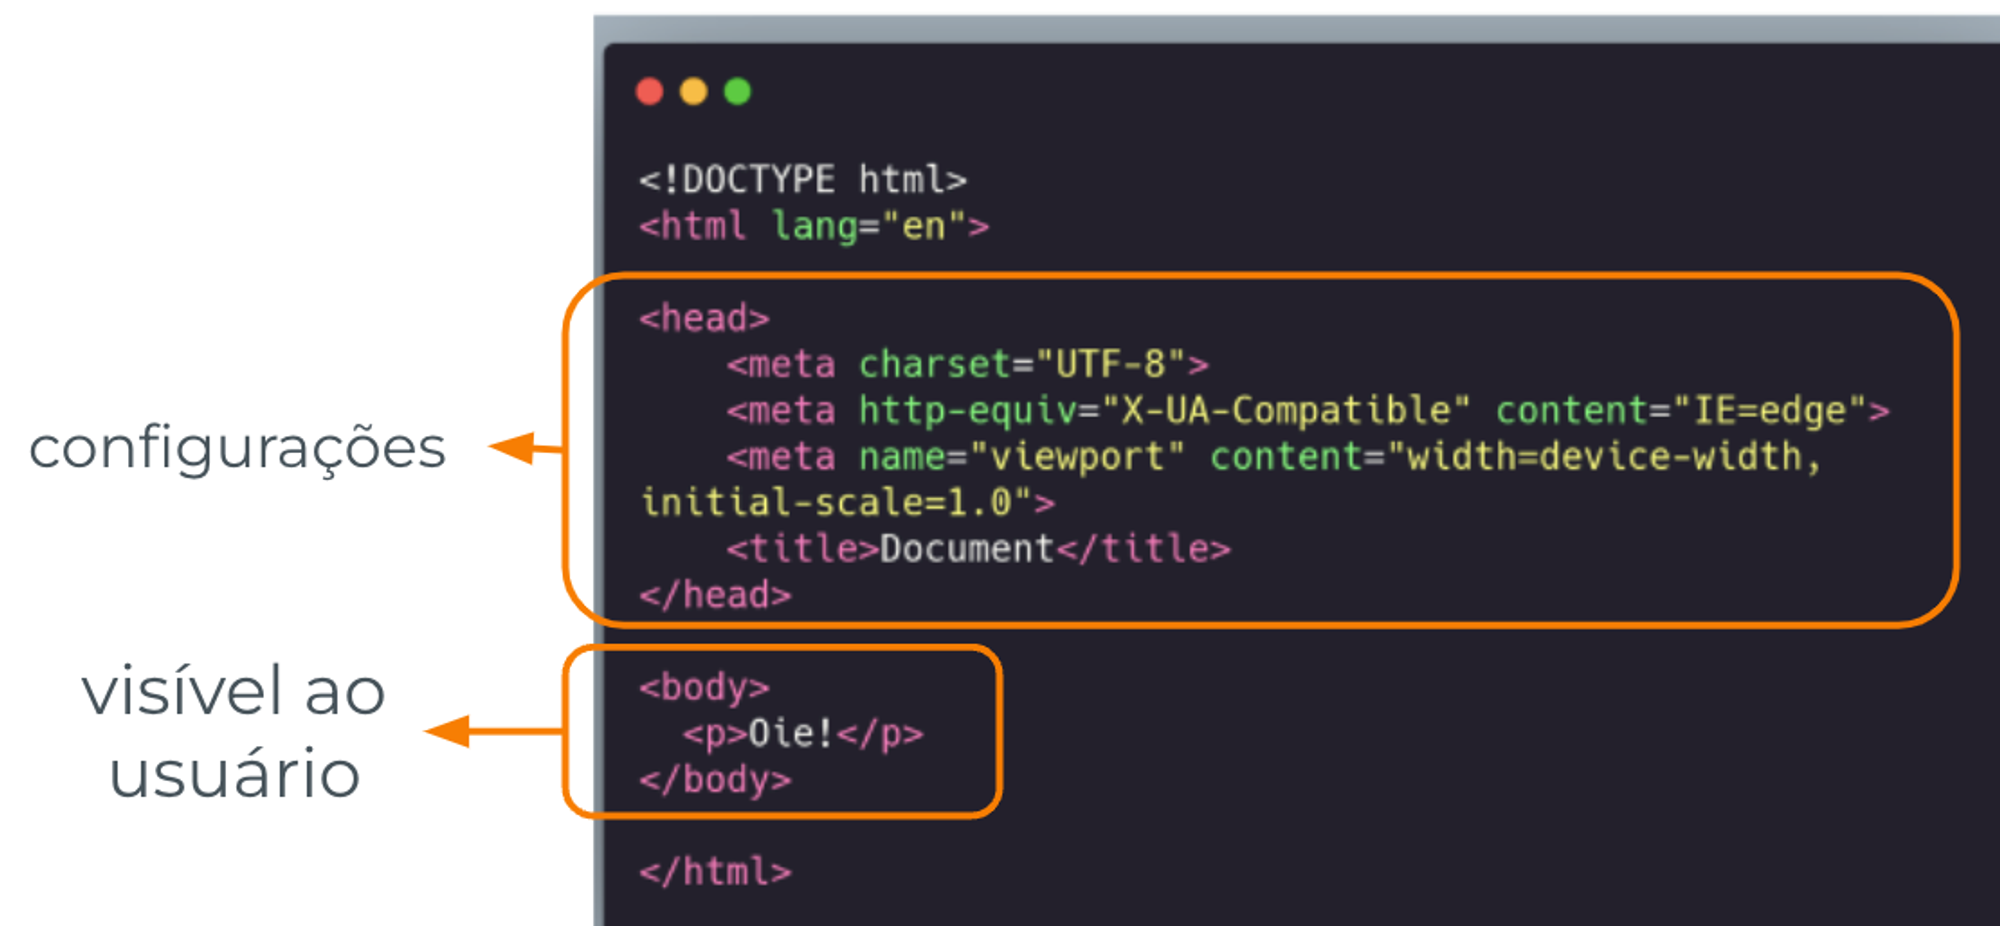 <!DOCTYPE html>
<html lang="en">
<head>
<meta charset="UTF-8">
<meta http-equiv="X-UA-Compatible" content="IE=edge">
<meta name="viewport" content="width=device-width,
initial-scale=1.0">
<title>Document</title>
</head>
configurações
<body>
<p>Oie!</p>
</body>
visível ao
usuário
</html>